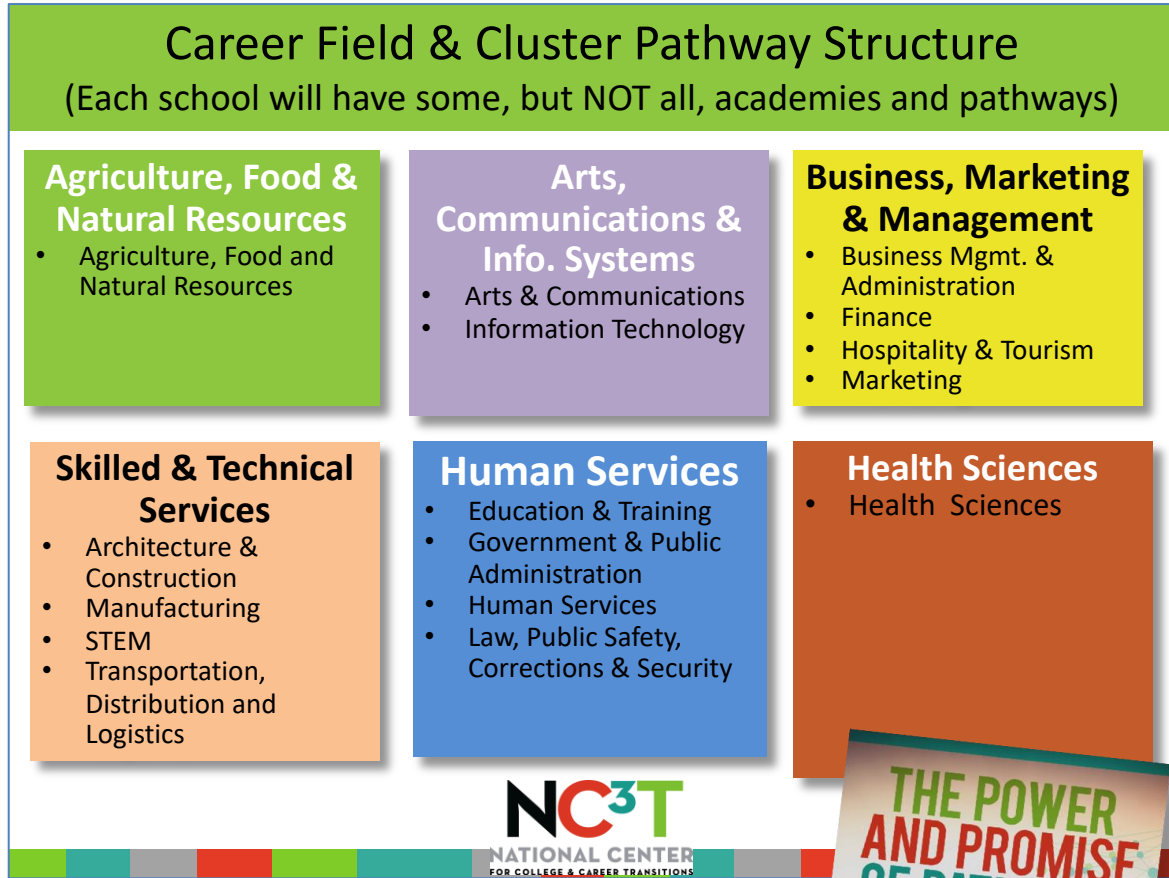 Career Field & Cluster Pathway Structure
(Each school will have some, but NOT all, academies and pathways)
Agriculture, Food &
Natural Resources
• Agriculture, Food and
Natural Resources
Arts,
Communications &
Info. Systems
• Arts & Communications
• Information Technology
Business, Marketing
& Management
• Business Mgmt. &
Administration
• Finance
• Hospitality & Tourism
• Marketing
Skilled & Technical
Services
• Architecture &
Construction
• Manufacturing
• STEM
• Transportation,
Distribution and
Logistics
Human Services
• Education & Training
• Government & Public
Administration
• Human Services
• Law, Public Safety,
Corrections & Security
Health Sciences
• Health Sciences
NC3T
NATIONAL CENTER
FOR COLLEGE & CAREER TRANSITIONS
THE POWER
AND PROMISE
OF